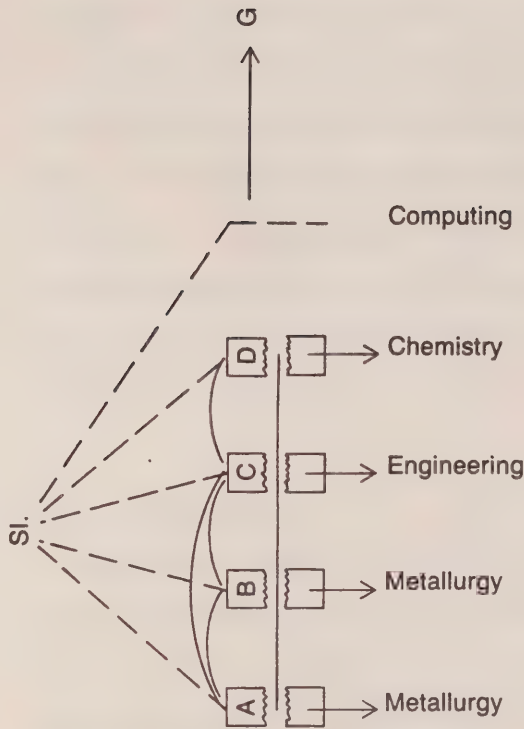 G
SI.
Computing
D
Chemistry
C
Engineering
B
Metallurgy
A
Metallurgy